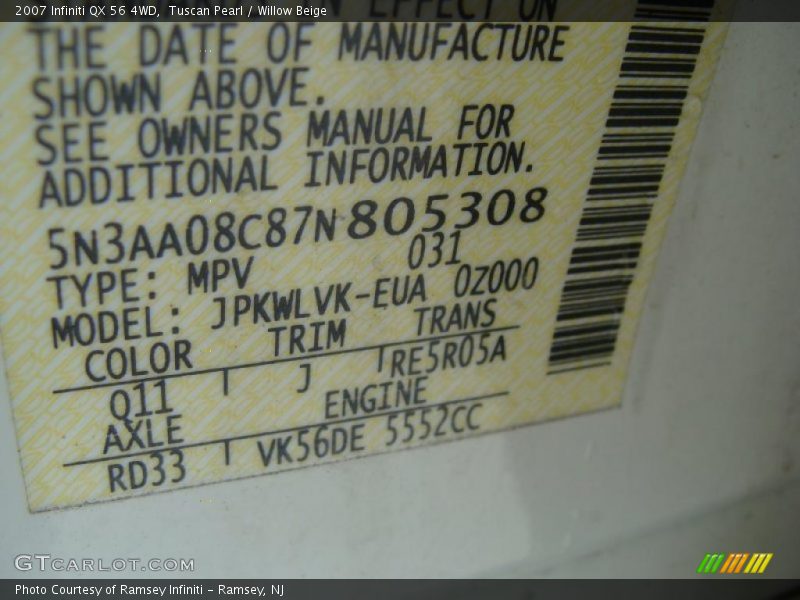 2007 Infiniti QX 56 4WD, Tuscan Pearl / Willow Beige
EFFECT ON
THE DATE OF MANUFACTURE
SHOWN ABOVE.
SEE OWNERS MANUAL FOR
ADDITIONAL INFORMATION.
5N3AA08C87N805308
TYPE: MPV 031
MODEL: JPKWLVK-EUA 0Z000
COLOR TRIM TRANS
Q11 J RE5R05A
AXLE ENGINE
RD33 VK56DE 5552CC
GTCARLOT.COM
Photo Courtesy of Ramsey Infiniti - Ramsey, NJ